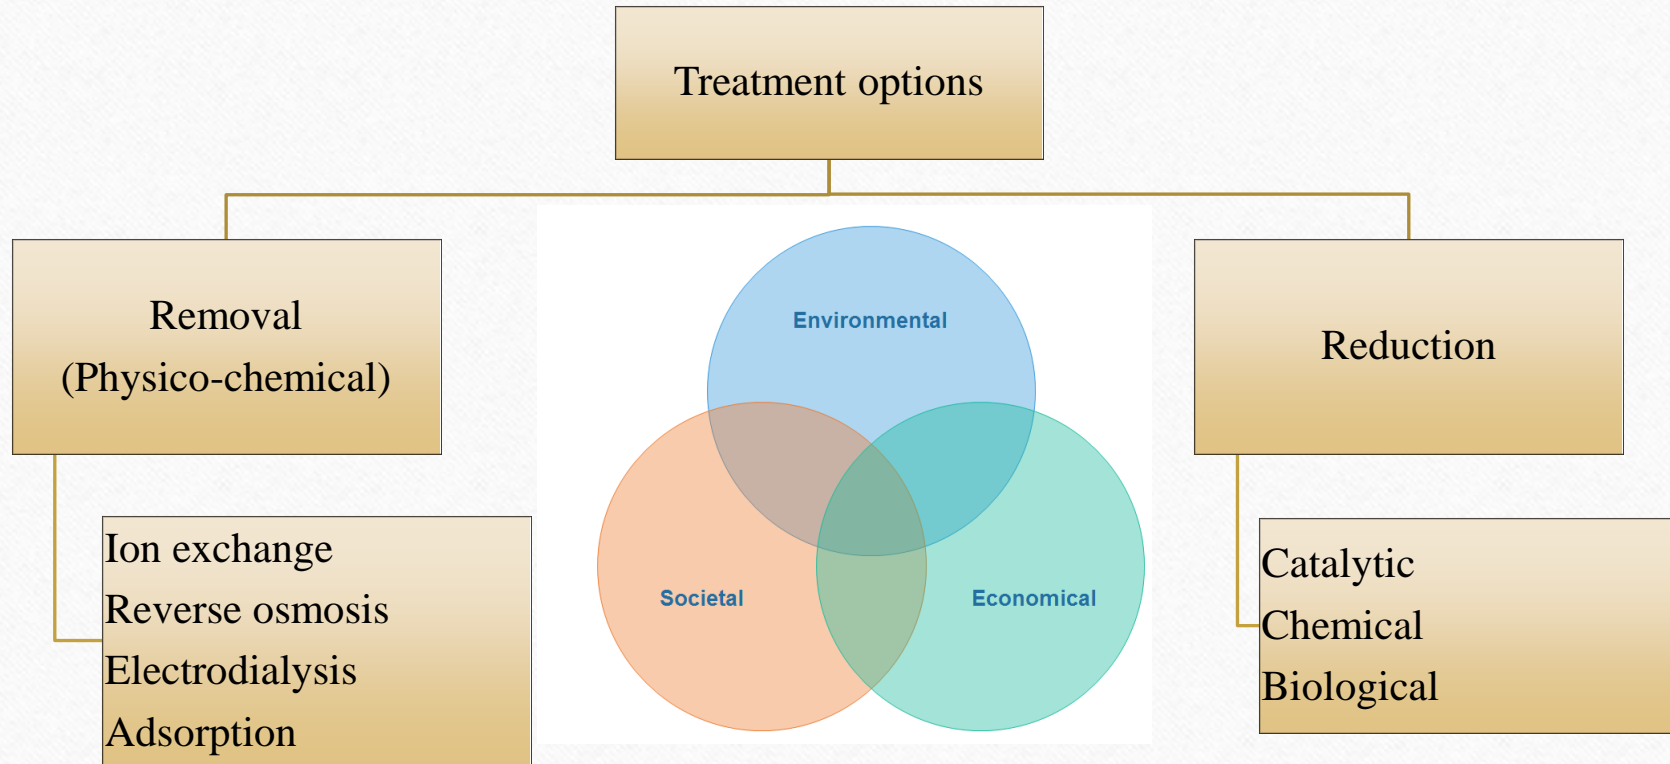 Treatment options
Removal
(Physico-chemical)
Reduction
Environmental
Societal
Economical
Ion exchange
Reverse osmosis
Electrodialysis
Adsorption
Catalytic
Chemical
Biological